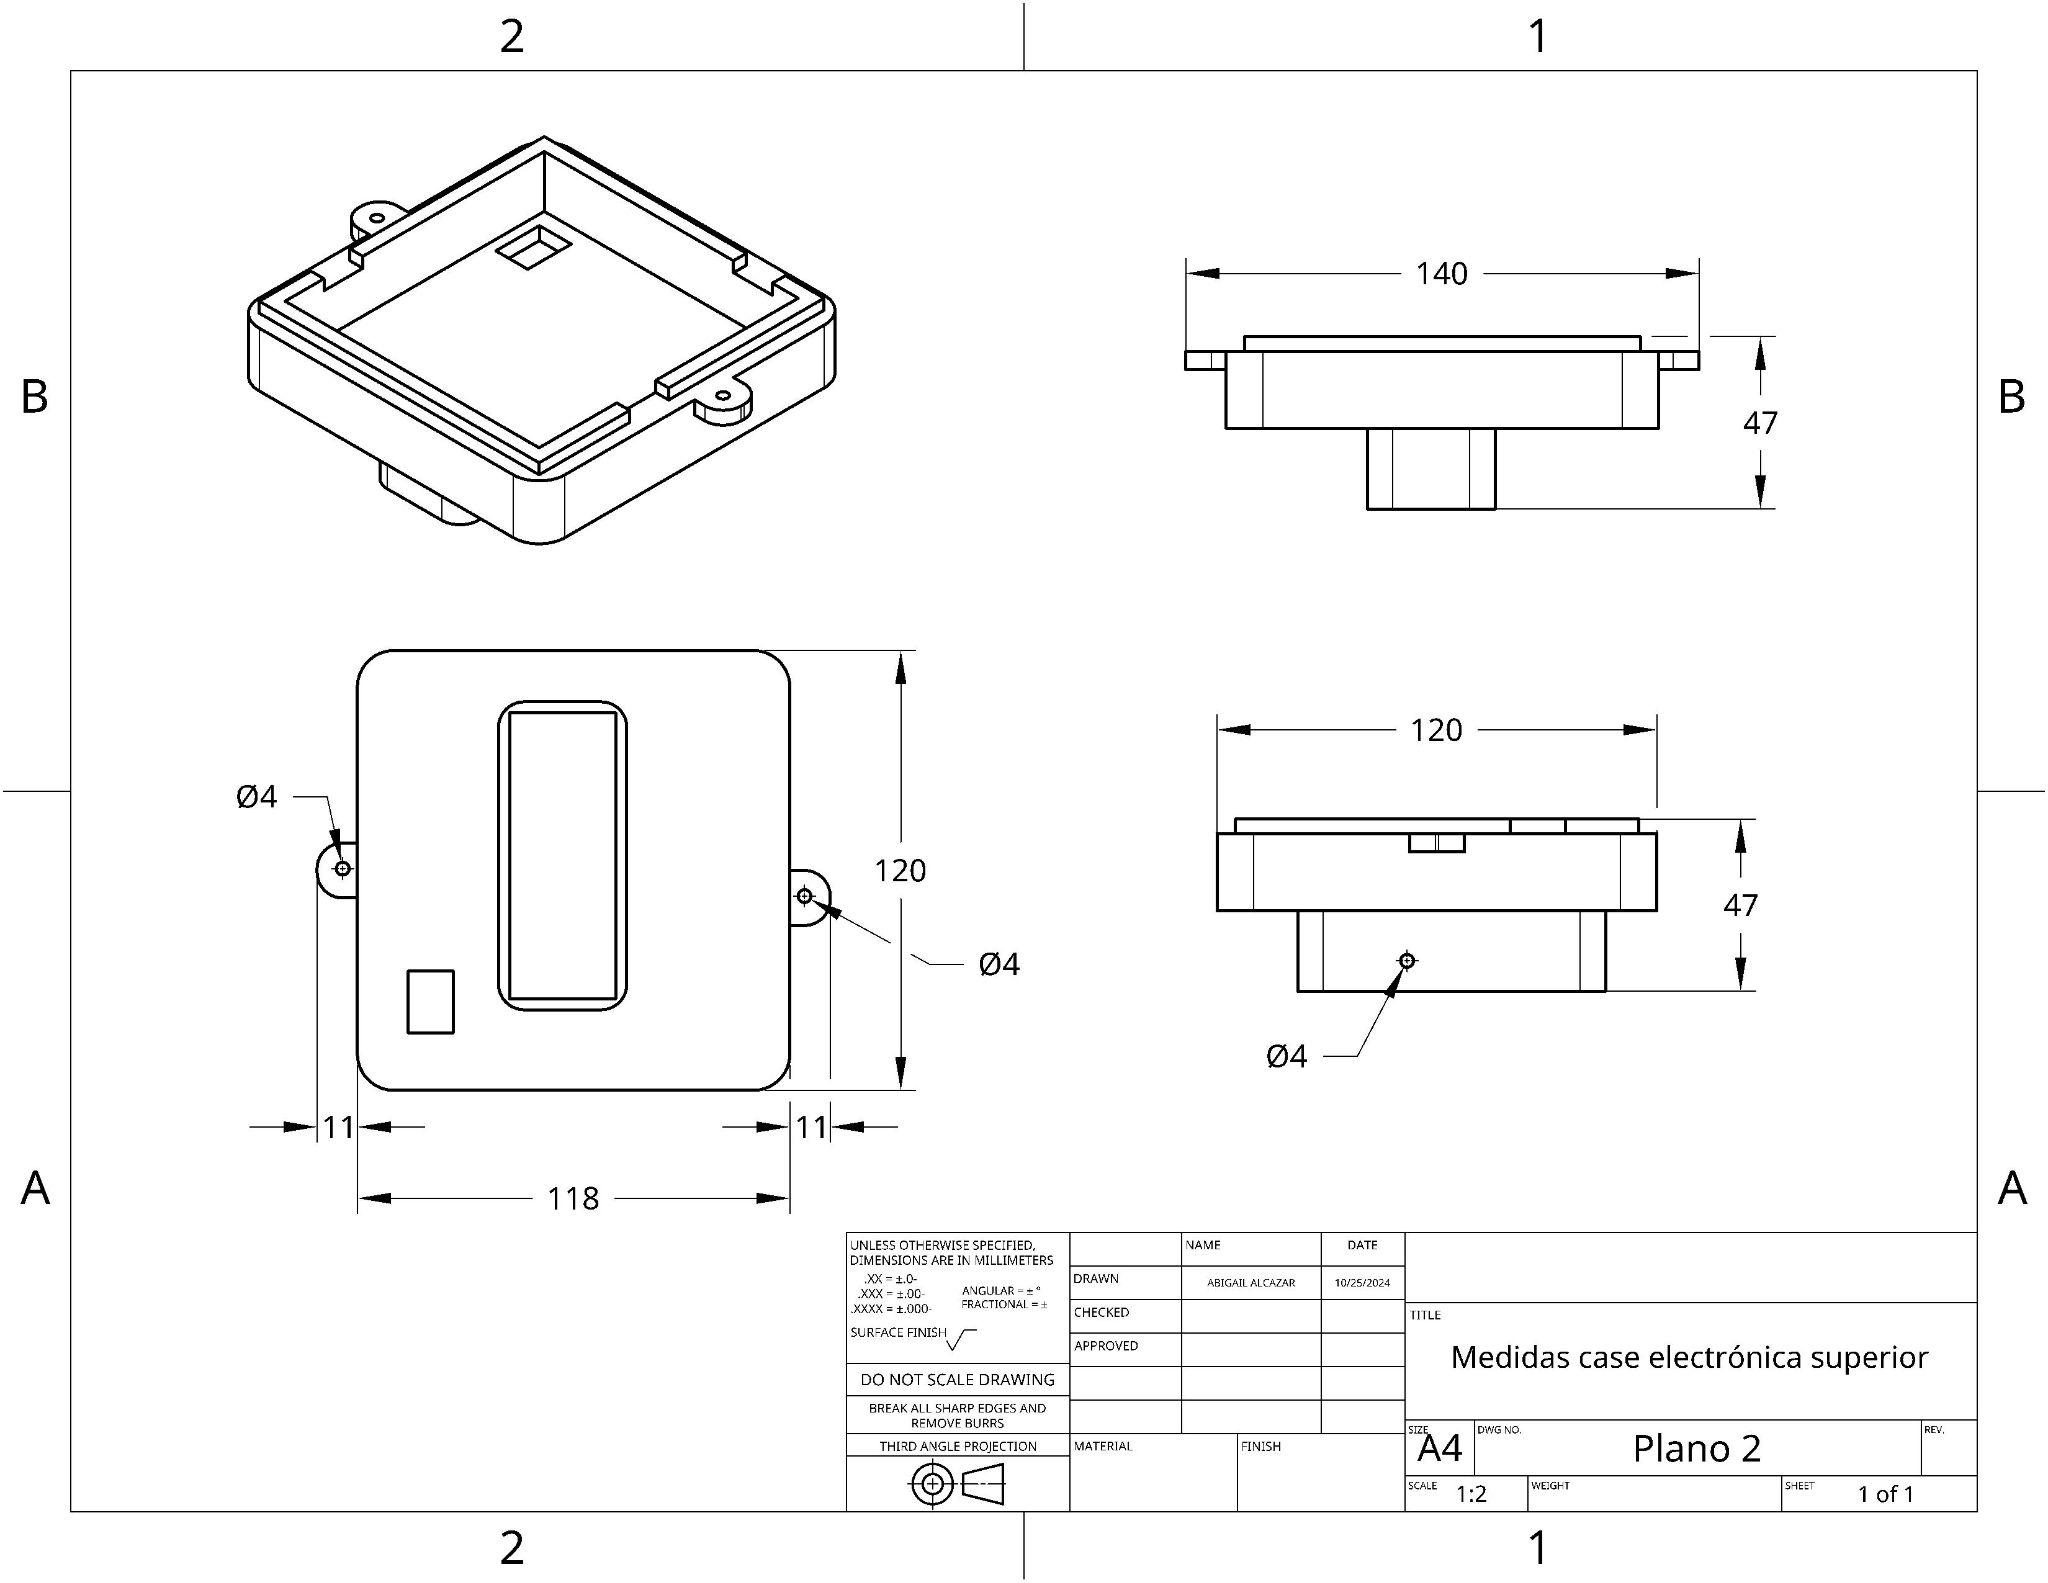 2
1
B
B
140
47
120
Ø4
120
47
Ø4
Ø4
11
11
118
A
A
UNLESS OTHERWISE SPECIFIED,
DIMENSIONS ARE IN MILLIMETERS
.XX = ±.0-
.XXX = ±.00-
.XXXX = ±.000-
ANGULAR = ± °
FRACTIONAL = ±
SURFACE FINISH
DO NOT SCALE DRAWING
BREAK ALL SHARP EDGES AND
REMOVE BURRS
THIRD ANGLE PROJECTION
NAME
DATE
DRAWN
ABIGAIL ALCAZAR
10/25/2024
CHECKED
APPROVED
MATERIAL
FINISH
TITLE
Medidas case electrónica superior
SIZE
A4
DWG NO.
Plano 2
REV.
SCALE
1:2
WEIGHT
SHEET
1 of 1
2
1
Ø4